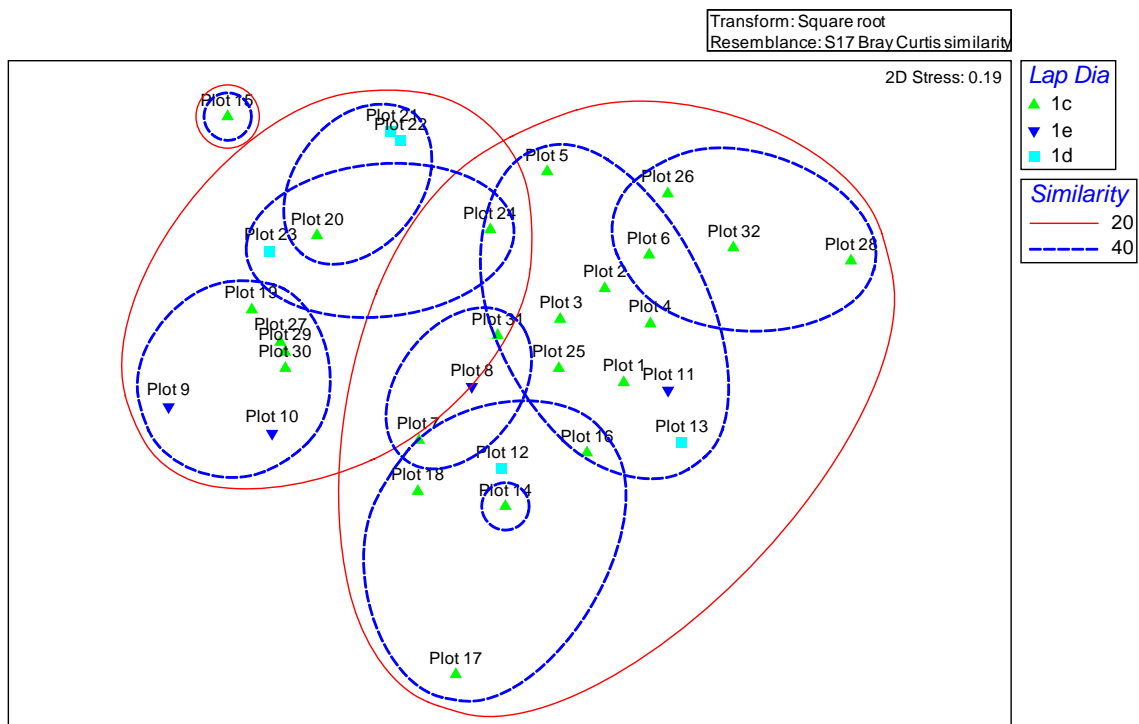 Transform: Square root
Resemblance: S17 Bray Curtis similarity
2D Stress: 0.19
Lap Dia
1c
1e
1d
Similarity
20
40
Plot 15
Plot 21
Plot 22
Plot 5
Plot 26
Plot 20
Plot 24
Plot 23
Plot 6
Plot 32
Plot 28
Plot 2
Plot 19
Plot 3
Plot 4
Plot 27
Plot 31
Plot 29
Plot 30
Plot 25
Plot 1
Plot 8
Plot 11
Plot 9
Plot 10
Plot 7
Plot 13
Plot 16
Plot 12
Plot 18
Plot 14
Plot 17